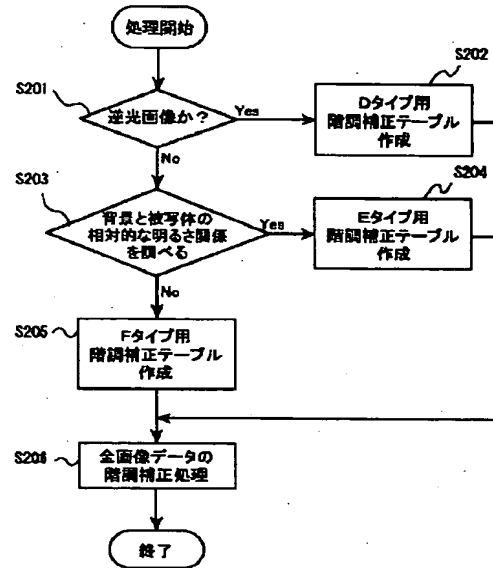 処理開始
S201
逆光画像か？
Yes
S202
Dタイプ用
階調補正テーブル
作成
No
S203
背景と被写体の
相対的な明るさ関係
を調べる
Yes
S204
Eタイプ用
階調補正テーブル
作成
No
S205
Fタイプ用
階調補正テーブル
作成
S206
全画像データの
階調補正処理
終了